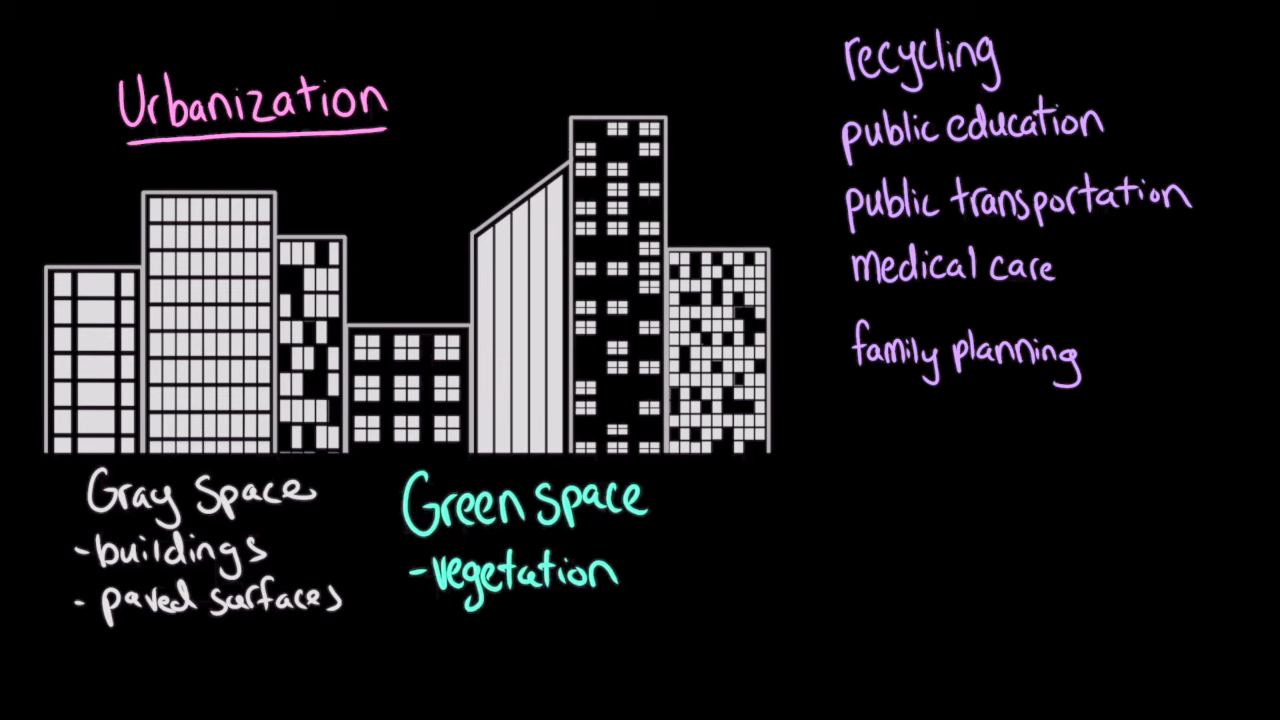 Urbanization
Gray Space
-buildings
- paved surfaces
Green space
-vegetation
recycling
public education
public transportation
medical care
family planning